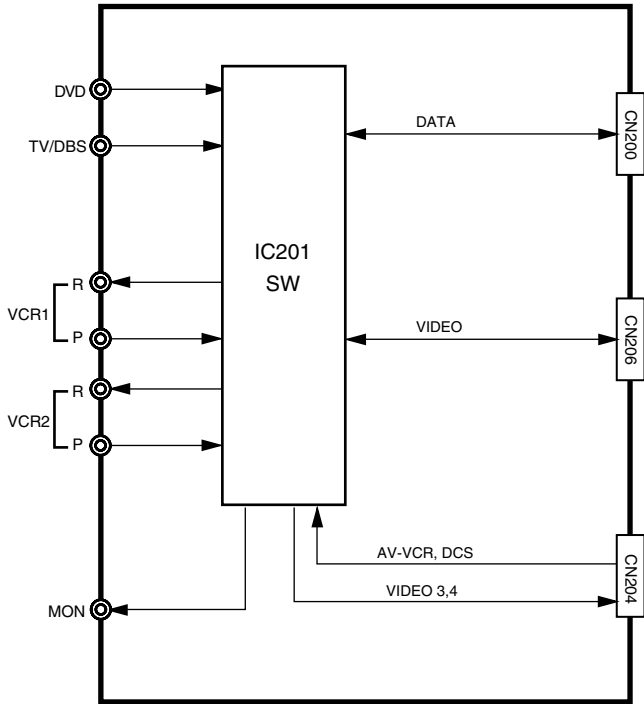 DVD
TV/DBS
VCR1
R
P
VCR2
R
P
MON
IC201
SW
DATA
VIDEO
AV-VCR, DCS
VIDEO 3,4
CN200
CN206
CN204